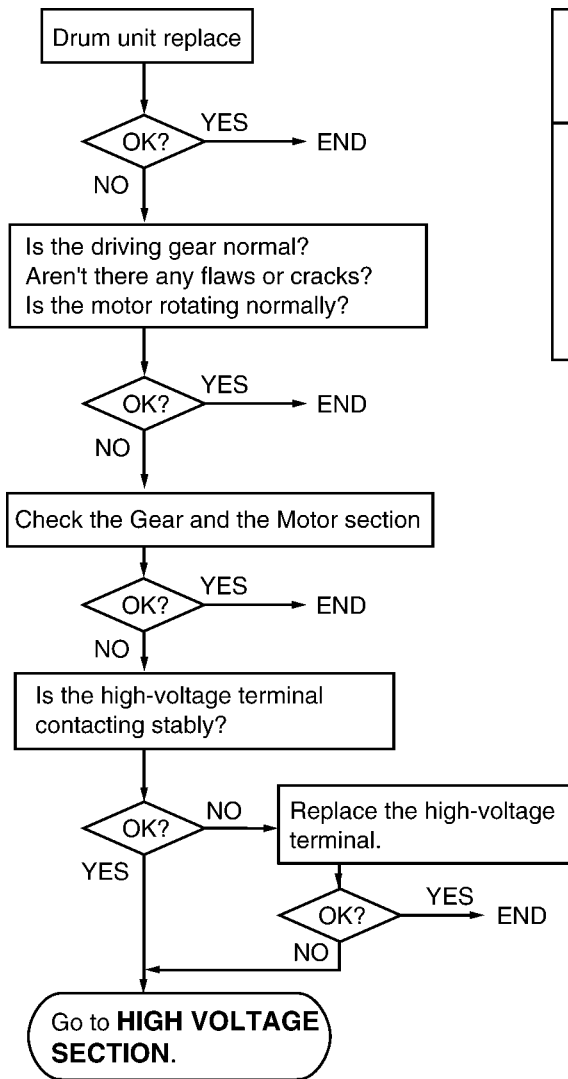 Drum unit replace
OK?
YES
END
NO
Is the driving gear normal?
Aren't there any flaws or cracks?
Is the motor rotating normally?
OK?
YES
END
NO
Check the Gear and the Motor section
OK?
YES
END
NO
Is the high-voltage terminal
contacting stably?
OK?
NO
Replace the high-voltage
terminal.
YES
OK?
YES
END
NO
Go to HIGH VOLTAGE
SECTION.